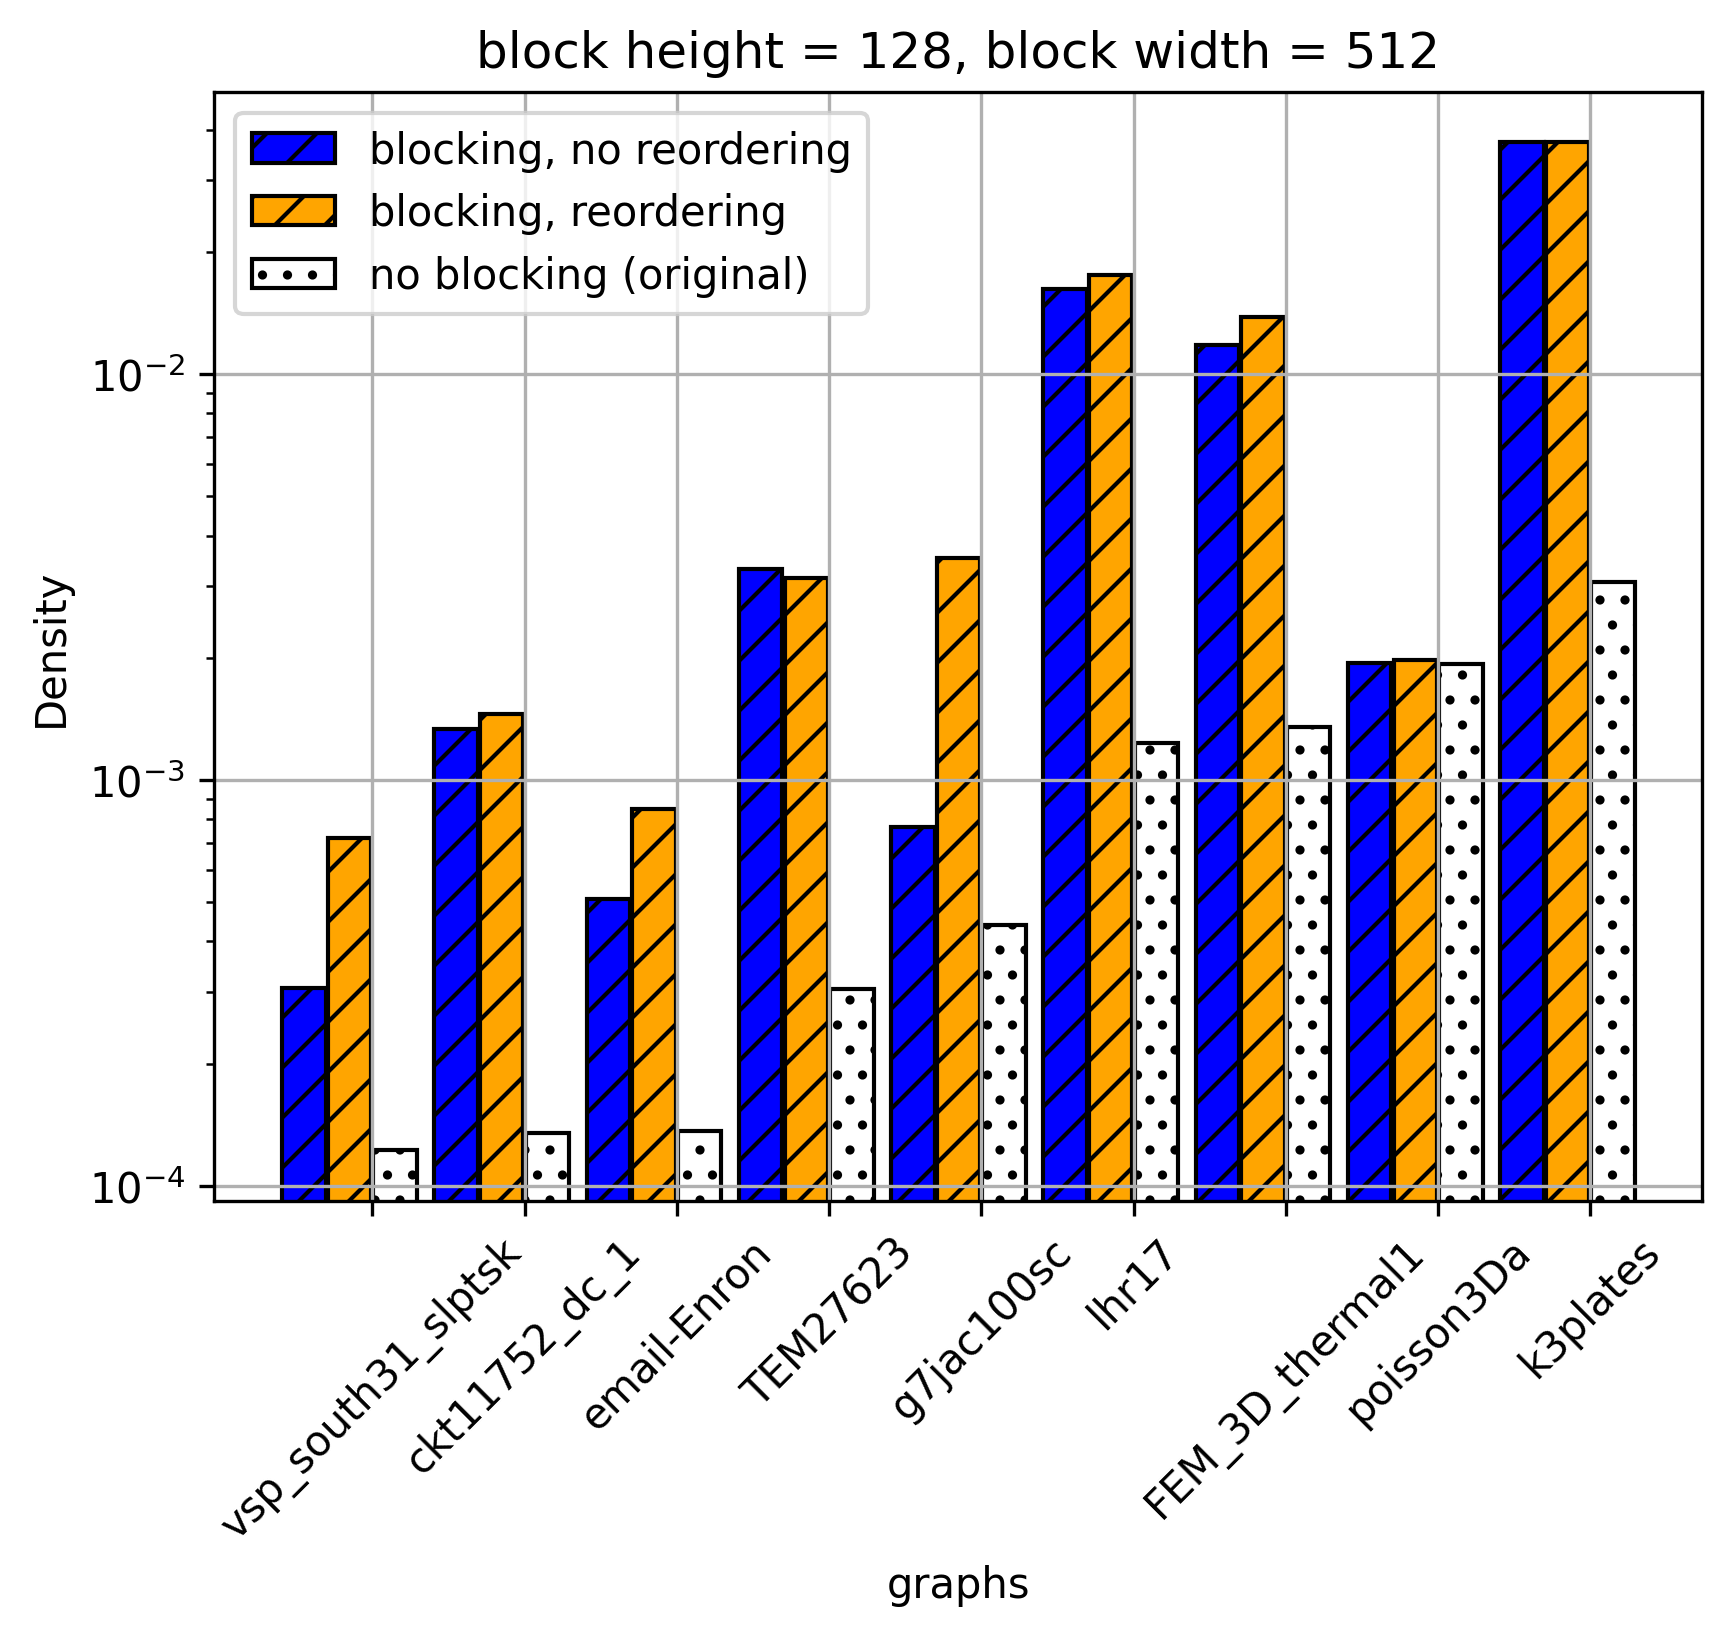 block height = 128, block width = 512
blocking, no reordering
blocking, reordering
no blocking (original)
Density
10⁻²
10⁻³
10⁻⁴
vsp_south31_slptsk
ckt11752_dc_1
email-Enron
TEM27623
g7jac100sc
lhr17
FEM_3D_thermal1
poisson3Da
k3plates
graphs